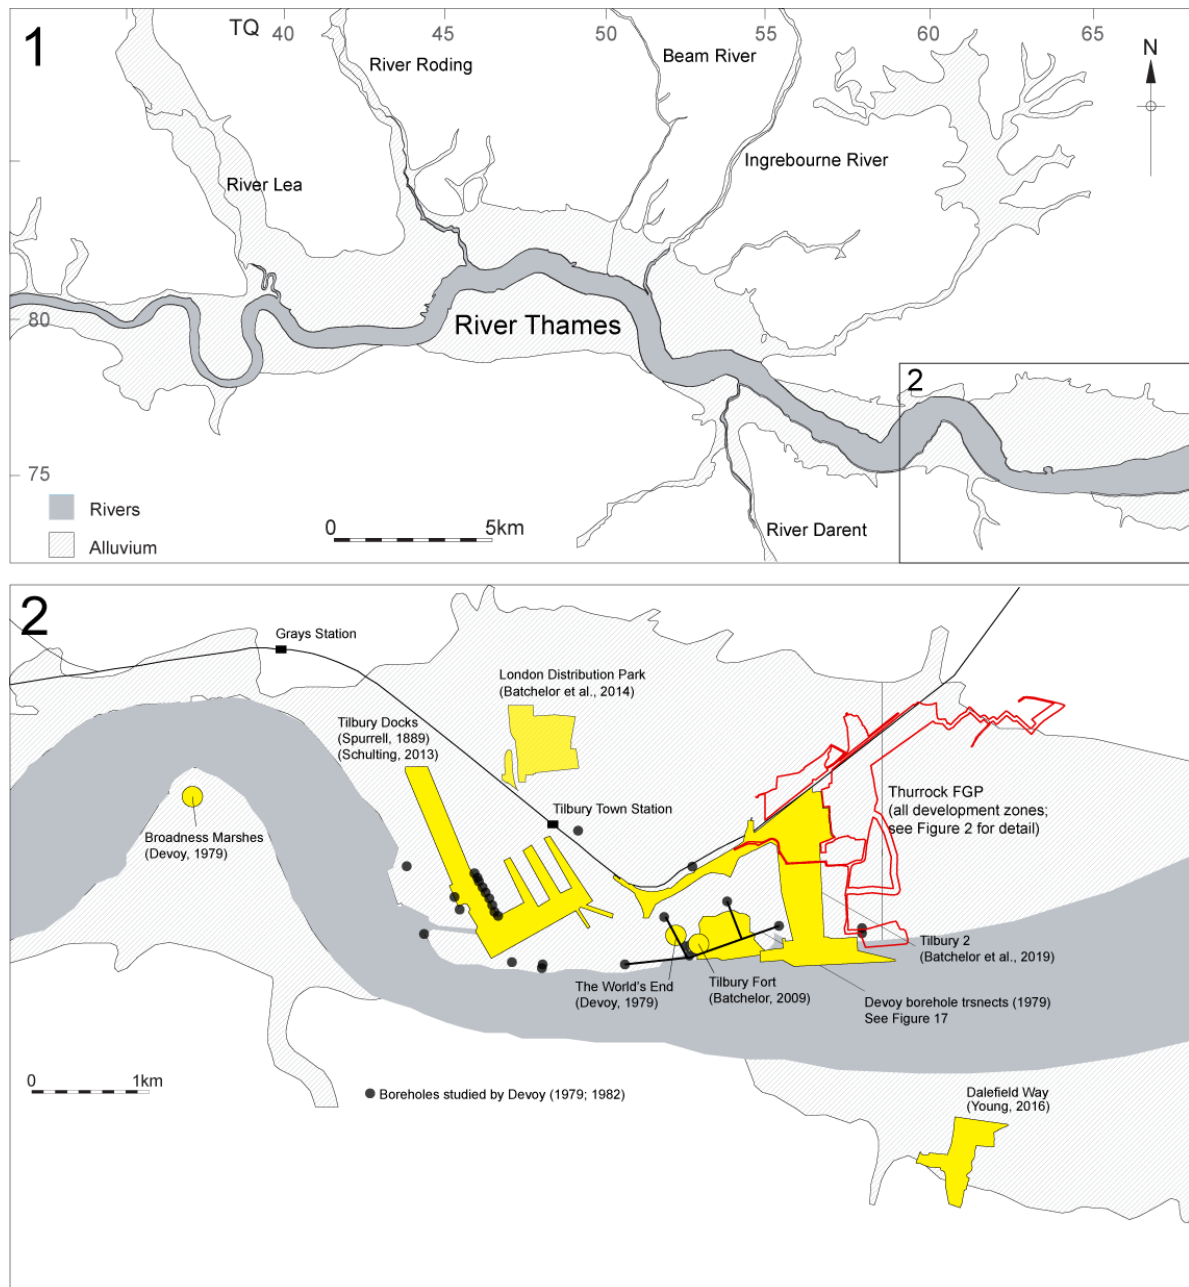 1
TQ
40
45
50
55
60
65
River Roding
Beam River
N
River Lea
Ingrebourne River
80
River Thames
2
75
Rivers
Alluvium
0
5km
River Darent
2
Grays Station
London Distribution Park
(Batchelor et al., 2014)
Tilbury Docks
(Spurrell, 1889)
(Schulting, 2013)
Tilbury Town Station
Thurrock FGP
(all development zones;
see Figure 2 for detail)
Broadness Marshes
(Devoy, 1979)
Tilbury 2
(Batchelor et al., 2019)
The World's End
(Devoy, 1979)
Tilbury Fort
(Batchelor, 2009)
Devoy borehole trsnects (1979)
See Figure 17
0
1km
Boreholes studied by Devoy (1979; 1982)
Dalefield Way
(Young, 2016)